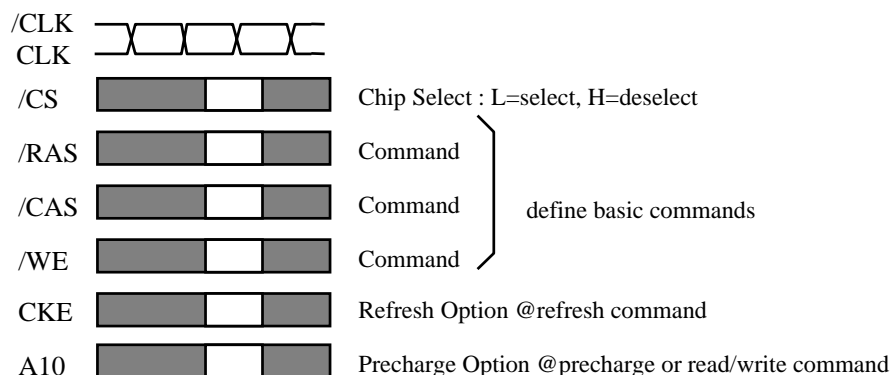 /CLK
CLK
/CS Chip Select : L=select, H=deselect
/RAS Command
/CAS Command define basic commands
/WE Command
CKE Refresh Option @refresh command
A10 Precharge Option @precharge or read/write command